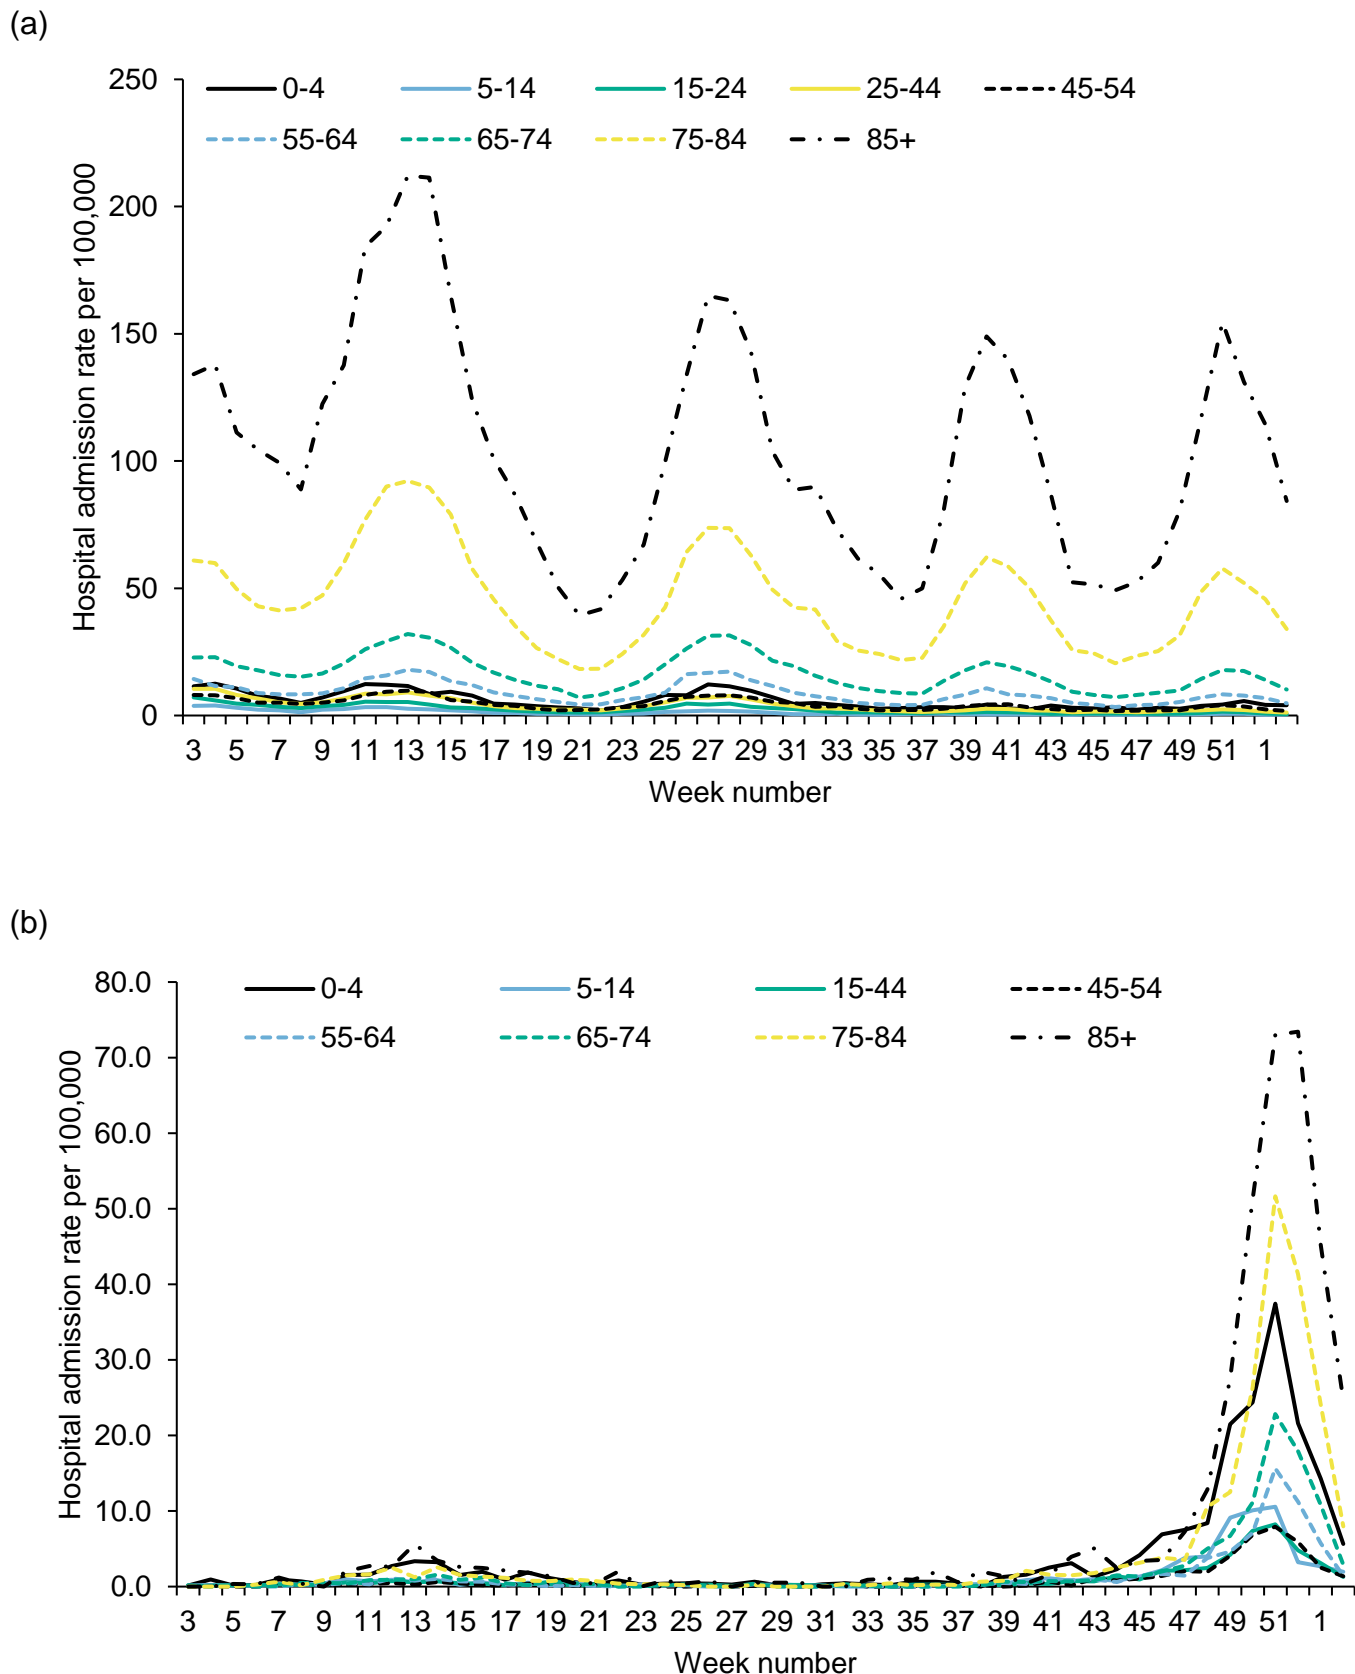 (a)
250
200
150
100
50
0
Hospital admission rate per 100,000
0-4 5-14 15-24 25-44 45-54
55-64 65-74 75-84 85+
3 5 7 9 11 13 15 17 19 21 23 25 27 29 31 33 35 37 39 41 43 45 47 49 51 1
Week number
(b)
80.0
70.0
60.0
50.0
40.0
30.0
20.0
10.0
0.0
Hospital admission rate per 100,000
0-4 5-14 15-44 45-54
55-64 65-74 75-84 85+
3 5 7 9 11 13 15 17 19 21 23 25 27 29 31 33 35 37 39 41 43 45 47 49 51 1
Week number